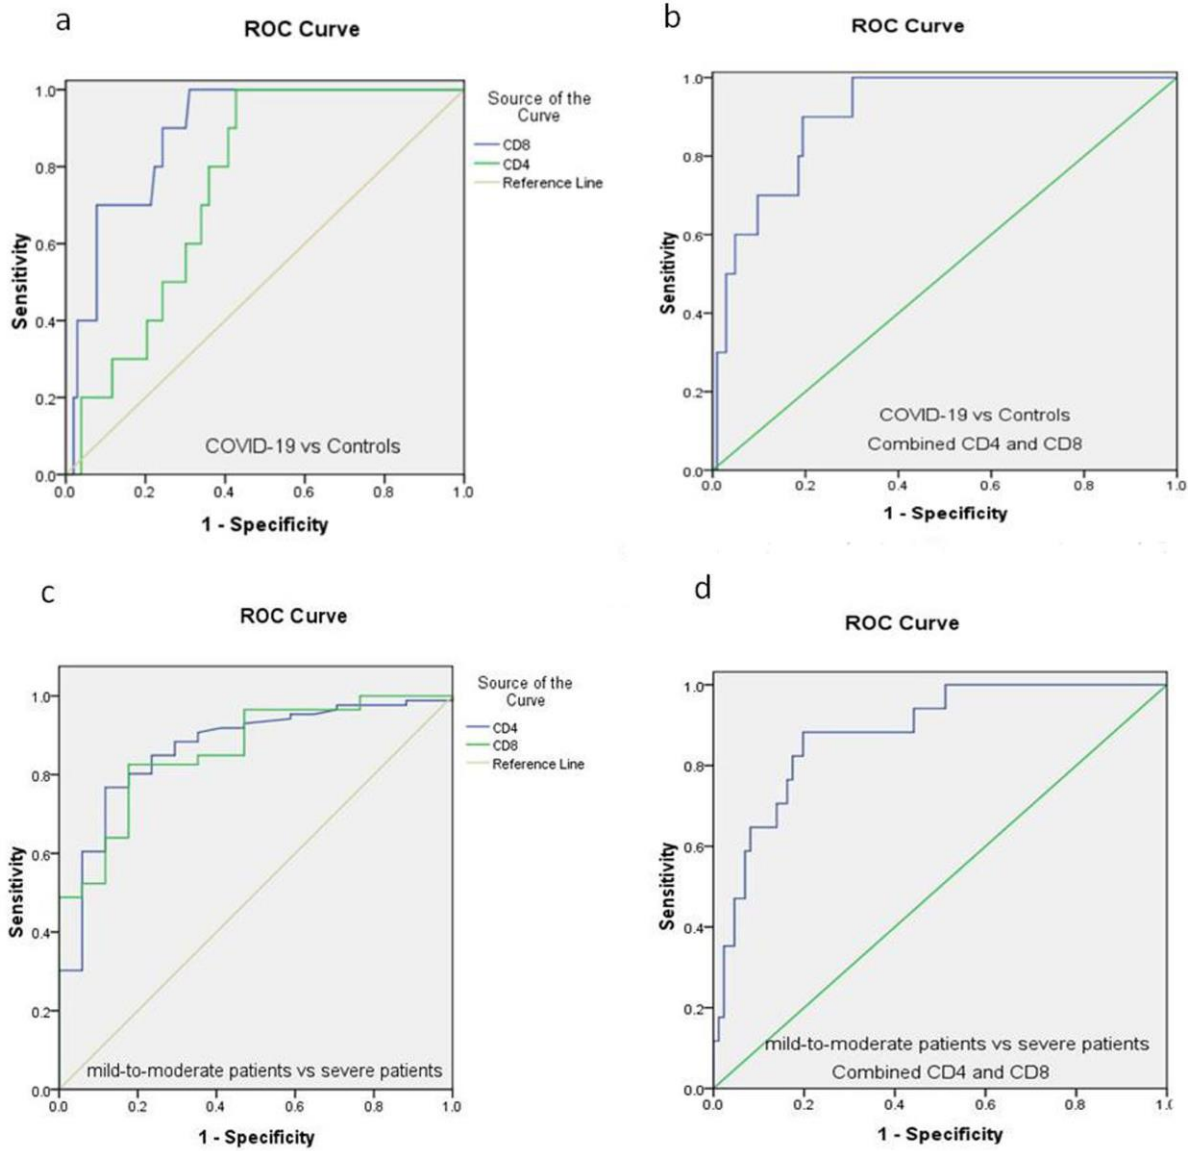 a
ROC Curve
1.0
0.8
0.6
0.4
0.2
0.0
Sensitivity
0.0 0.2 0.4 0.6 0.8 1.0
1 - Specificity
COVID-19 vs Controls
Source of the
Curve
CD8
CD4
Reference Line
b
ROC Curve
1.0
0.8
0.6
0.4
0.2
0.0
Sensitivity
COVID-19 vs Controls
Combined CD4 and CD8
0.0 0.2 0.4 0.6 0.8 1.0
1 - Specificity
c
ROC Curve
1.0
0.8
0.6
0.4
0.2
0.0
Sensitivity
mild-to-moderate patients vs severe patients
0.0 0.2 0.4 0.6 0.8 1.0
1 - Specificity
Source of the
Curve
CD4
CD8
Reference Line
d
ROC Curve
1.0
0.8
0.6
0.4
0.2
0.0
Sensitivity
mild-to-moderate patients vs severe patients
Combined CD4 and CD8
0.0 0.2 0.4 0.6 0.8 1.0
1 - Specificity